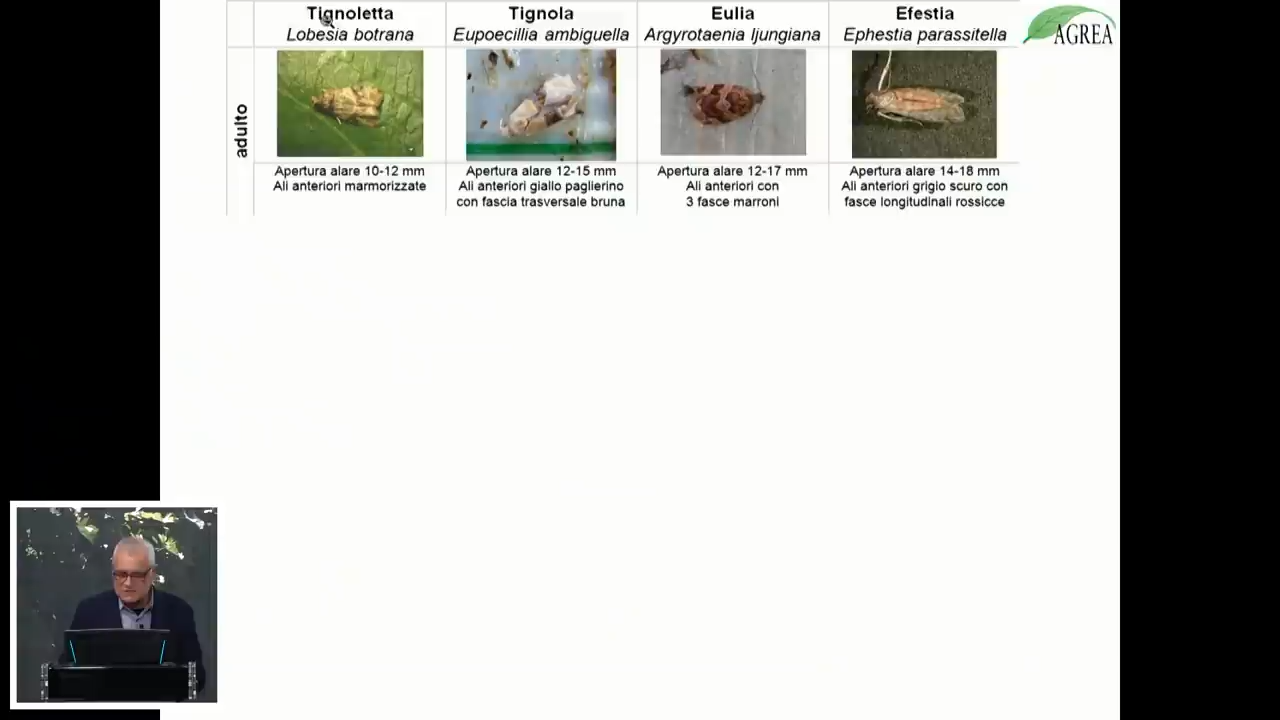 Tignoletta
Lobesia botrana
Tignola
Eupoecillia ambiguella
Eulia
Argyrotaenia ljungiana
Efestia
Ephestia parassitella
AGREA
adulto
Apertura alare 10-12 mm
Ali anteriori marmorizzate
Apertura alare 12-15 mm
Ali anteriori giallo paglierino
con fascia trasversale bruna
Apertura alare 12-17 mm
Ali anteriori con
3 fasce marroni
Apertura alare 14-18 mm
Ali anteriori grigio scuro con
fasce longitudinali rossicce